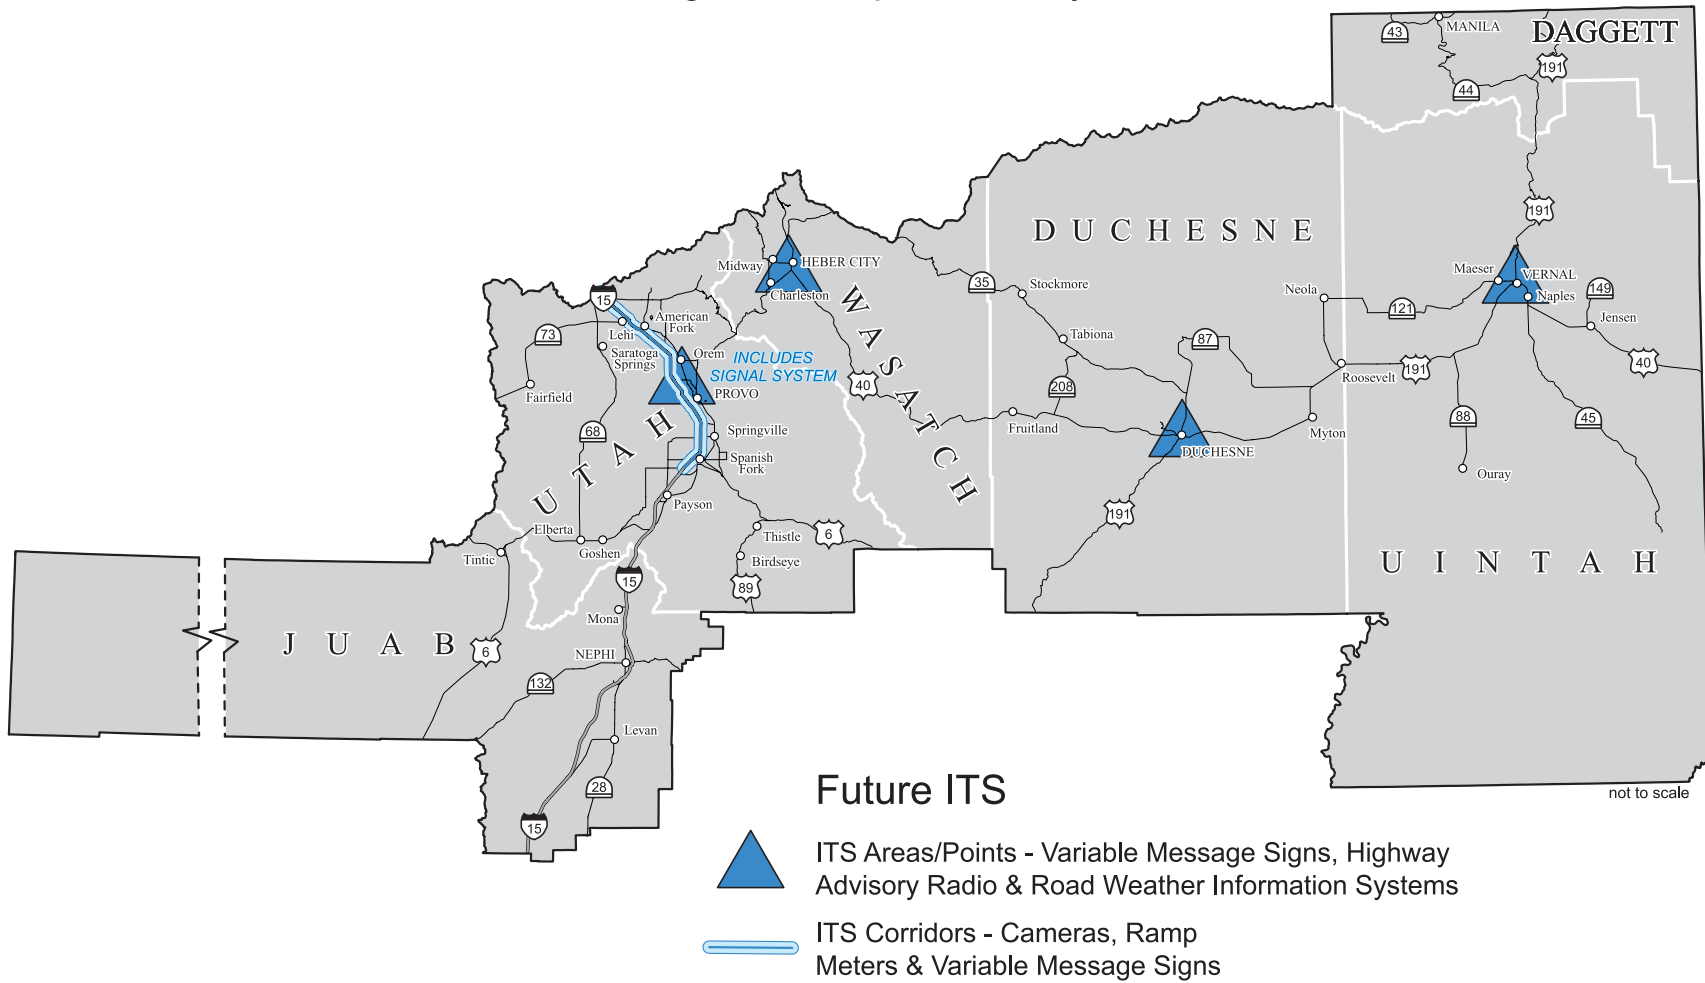 43
MANILA
DAGGETT
191
44
191
DUCHESNE
Midway
HEBER CITY
Charleston
35
Stockmore
Neola
121
Maeser
VERNAL
Naples
149
Jensen
15
American
Fork
Lehi
73
Saratoga
Springs
Orem
INCLUDES
SIGNAL SYSTEM
PROVO
Fairfield
WASATCH
40
Tabiona
87
208
Roosevelt
191
40
Fruitland
DUCHESNE
Myton
88
45
Ouray
68
UTAH
Springville
Spanish
Fork
Payson
191
Elberta
Goshen
Tintic
Thistle
6
Birdseye
89
15
Mona
UINTAH
JUAB
6
NEPHI
132
Levan
28
15
not to scale
Future ITS
ITS Areas/Points - Variable Message Signs, Highway
Advisory Radio & Road Weather Information Systems
ITS Corridors - Cameras, Ramp
Meters & Variable Message Signs